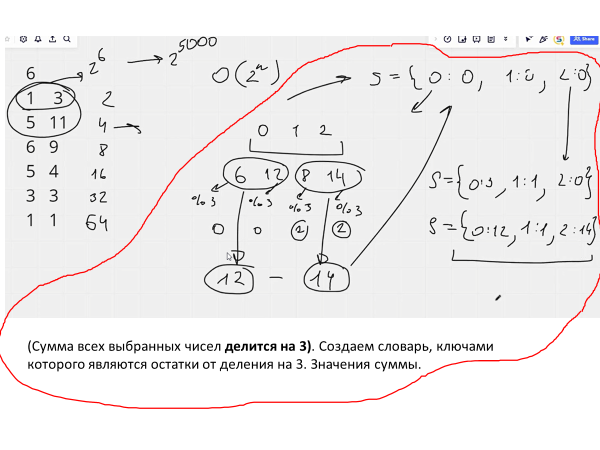 6
1 3 2
5 11 4
6 9 8
5 4 16
3 3 32
1 1 64
2^6 → 2^5000
O(2^n)
S={0:0, 1:0, 2:0}
0 1 2
6 12 8 14
%3 %3 %3 %3
0 0 2 2
12 – 14
S={0:3, 1:1, 2:0}
S={0:12, 1:1, 2:14}
Share
(Сумма всех выбранных чисел делится на 3). Создаем словарь, ключами
которого являются остатки от деления на 3. Значения суммы.